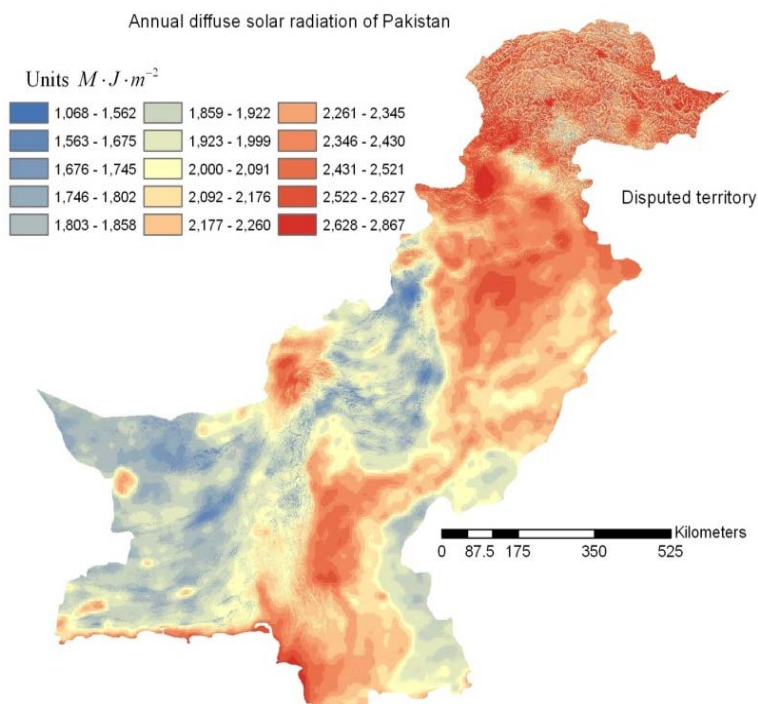 Annual diffuse solar radiation of Pakistan
Units M · J · m⁻²
1,068 - 1,562 1,859 - 1,922 2,261 - 2,345
1,563 - 1,675 1,923 - 1,999 2,346 - 2,430
1,676 - 1,745 2,000 - 2,091 2,431 - 2,521
1,746 - 1,802 2,092 - 2,176 2,522 - 2,627
1,803 - 1,858 2,177 - 2,260 2,628 - 2,867
Disputed territory
Kilometers
0 87.5 175 350 525